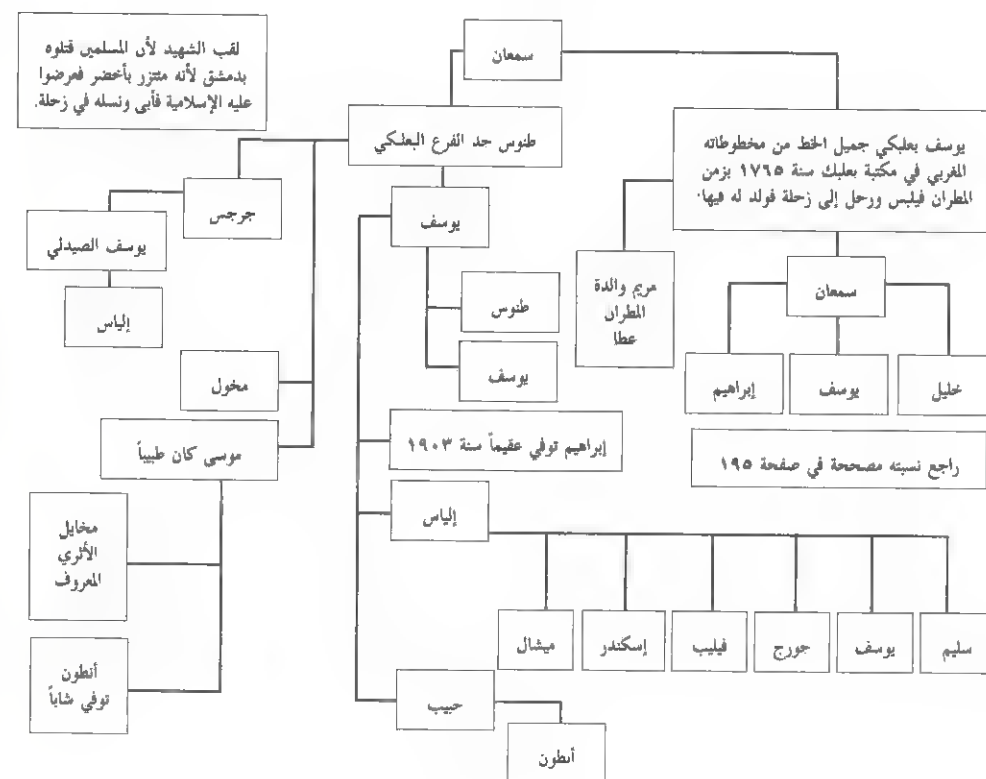 لقب الشهيد لأن المسلمين قتلوه
بدمشق لأنه متنزر بأخضر فعرضوا
عليه الإسلامية فأبى ونسله في زحلة.
سمعان
طنوس حد الفرع البعلبكي
يوسف بعلبكي جميل الخط من مخطوطاته
المغربي في مكتبة بعلبك سنة ١٧٦٥ بزمن
المطران فيلبس ورحل إلى زحلة فولد له فيها.
جرجس
يوسف الصيدلي
إلياس
مخول
موسى كان طبيباً
مخايل
الأثري
المعروف
أنطون
توفي شاباً
يوسف
طنوس
يوسف
إبراهيم توفي عقيماً سنة ١٩٠٣
إلياس
سليم
يوسف
جورج
فيليب
إسكندر
ميشال
حبيب
أنطون
مريم والدة
المطران
عطا
سمعان
خليل
يوسف
إبراهيم
راجع نسبته مصححة في صفحة ١٩٥